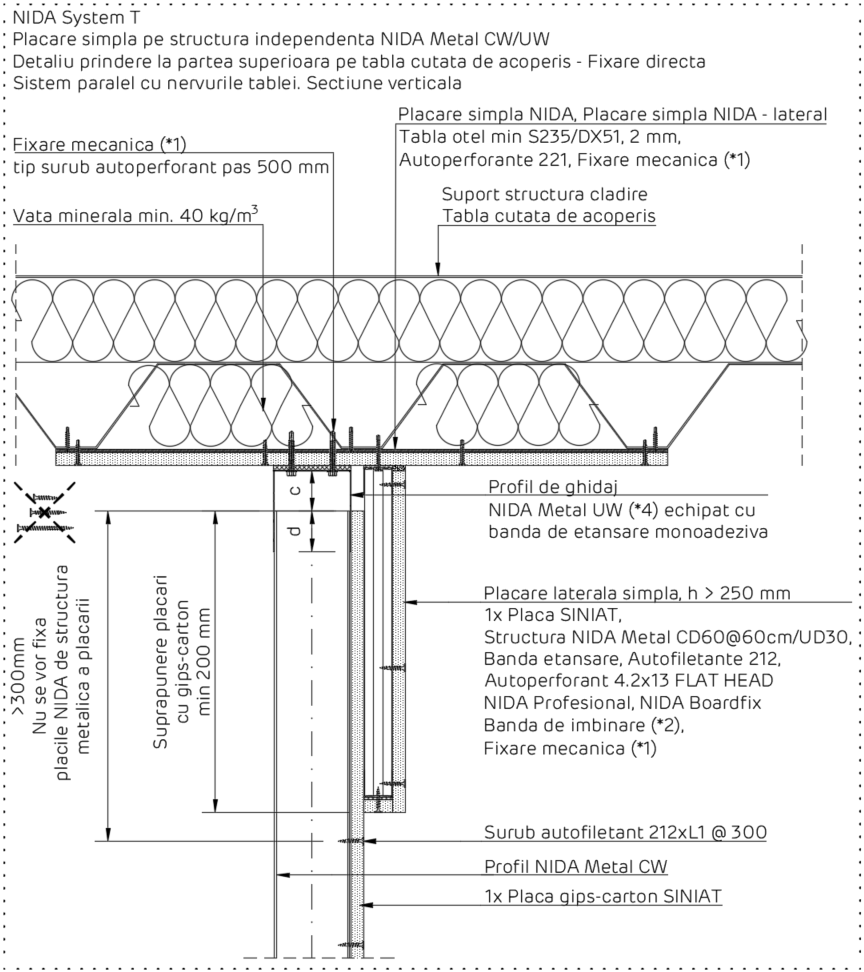 NIDA System T
Placare simpla pe structura independenta NIDA Metal CW/UW
Detaliu prindere la partea superioara pe tabla cutata de acoperis - Fixare directa
Sistem paralel cu nervurile tablei. Sectiune verticala
Placare simpla NIDA, Placare simpla NIDA - lateral
Tabla otel min S235/DX51, 2 mm,
Autoperforante 221, Fixare mecanica (*1)
Fixare mecanica (*1)
tip surub autoperforant pas 500 mm
Suport structura cladire
Tabla cutata de acoperis
Vata minerala min. 40 kg/m³
c
d
Profil de ghidaj
NIDA Metal UW (*4) echipat cu
banda de etansare monoadeziva
>300mm
Nu se vor fixa
placile NIDA de structura
metalica a placarii
Suprapunere placari
cu gips-carton
min 200 mm
Placare laterala simpla, h > 250 mm
1x Placa SINIAT,
Structura NIDA Metal CD60@60cm/UD30,
Banda etansare, Autofiletante 212,
Autoperforant 4.2x13 FLAT HEAD
NIDA Profesional, NIDA Boardfix
Banda de imbinare (*2),
Fixare mecanica (*1)
Surub autofiletant 212xL1 @ 300
Profil NIDA Metal CW
1x Placa gips-carton SINIAT